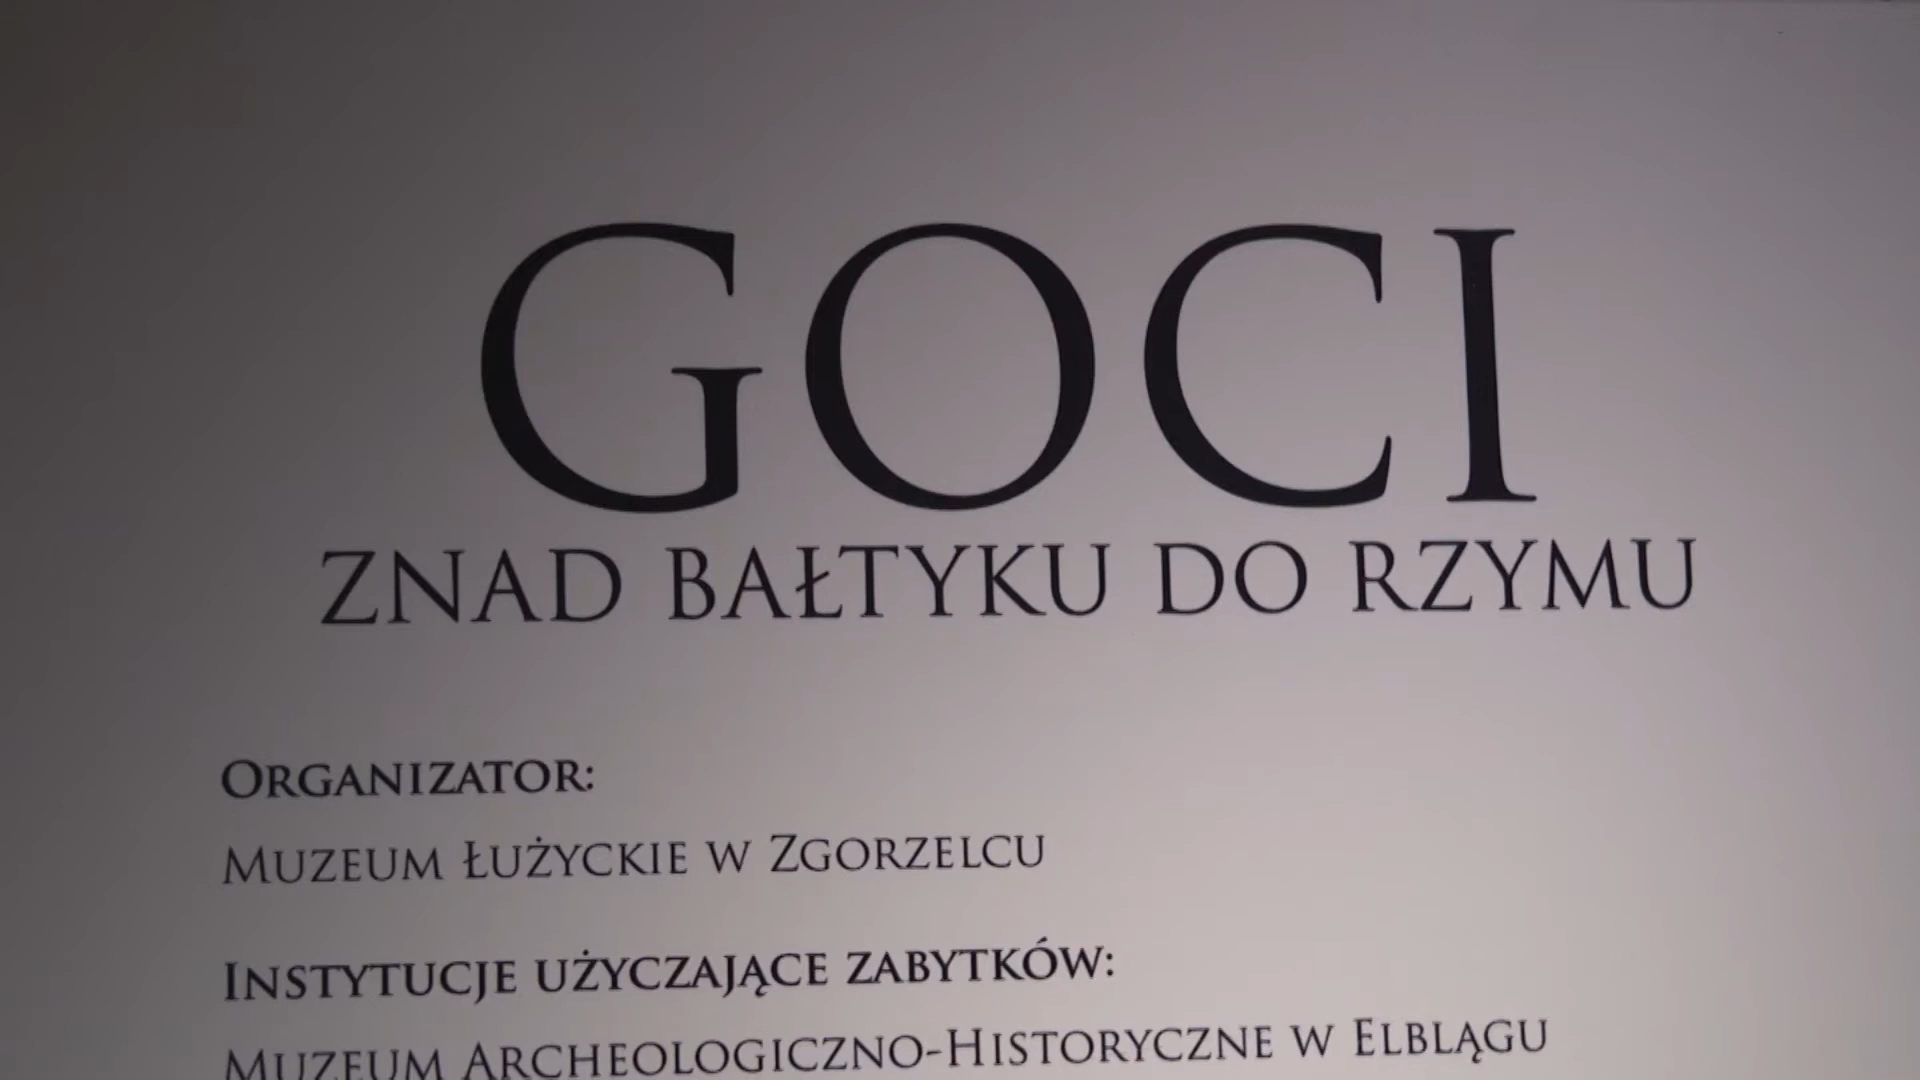 GOCI
ZNAD BAŁTYKU DO RZYMU
ORGANIZATOR:
MUZEUM ŁUŻYCKIE W ZGORZELCU
INSTYTUCJE UŻYCZAJĄCE ZABYTKÓW:
MUZEUM ARCHEOLOGICZNO-HISTORYCZNE W ELBLĄGU